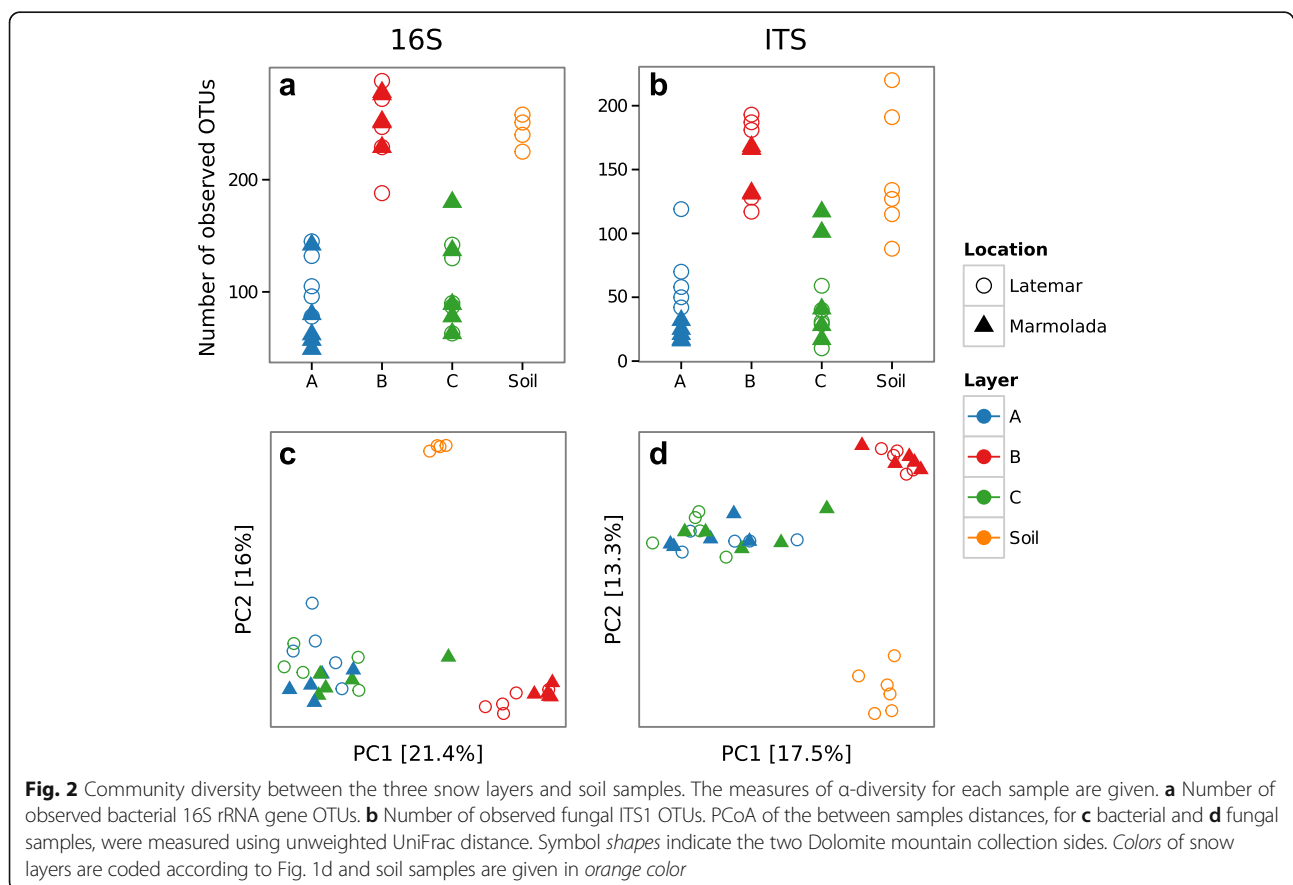 16S
ITS
a
b
Number of observed OTUs
200
100
200
150
100
50
0
A
B
C
Soil
A
B
C
Soil
Location
Latemar
Marmolada
Layer
A
B
C
Soil
c
d
PC2 [16%]
PC2 [13.3%]
PC1 [21.4%]
PC1 [17.5%]
Fig. 2 Community diversity between the three snow layers and soil samples. The measures of α-diversity for each sample are given. a Number of
observed bacterial 16S rRNA gene OTUs. b Number of observed fungal ITS1 OTUs. PCoA of the between samples distances, for c bacterial and d fungal
samples, were measured using unweighted UniFrac distance. Symbol shapes indicate the two Dolomite mountain collection sides. Colors of snow
layers are coded according to Fig. 1d and soil samples are given in orange color